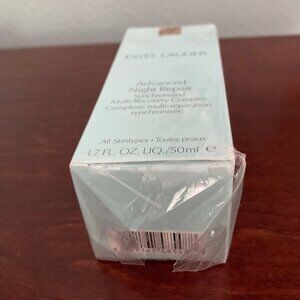 ESTĒE LAUDER
Advanced
Night Repair
Synchronized
Multi-Recovery Complex
Complexe multi-réparation
synchronisée
All Skintypes • Toutes peaux
1.7 FL. OZ. LIQ./50ml e